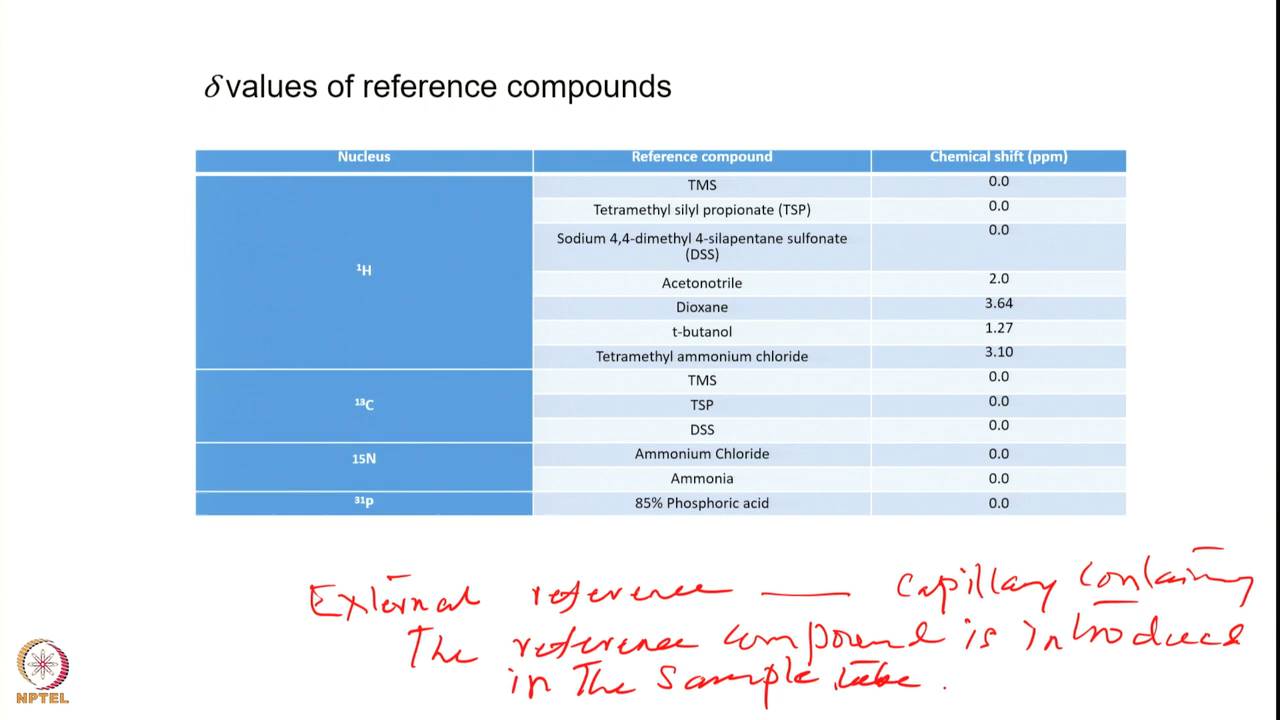 δ values of reference compounds
Nucleus Reference compound Chemical shift (ppm)
¹H
TMS 0.0
Tetramethyl silyl propionate (TSP) 0.0
Sodium 4,4-dimethyl 4-silapentane sulfonate
(DSS) 0.0
Acetonotrile 2.0
Dioxane 3.64
t-butanol 1.27
Tetramethyl ammonium chloride 3.10
¹³C
TMS 0.0
TSP 0.0
DSS 0.0
15N
Ammonium Chloride 0.0
Ammonia 0.0
³¹P
85% Phosphoric acid 0.0
External reference — Capillary containing
The reference compound is introduced
in The sample tube.
NPTEL